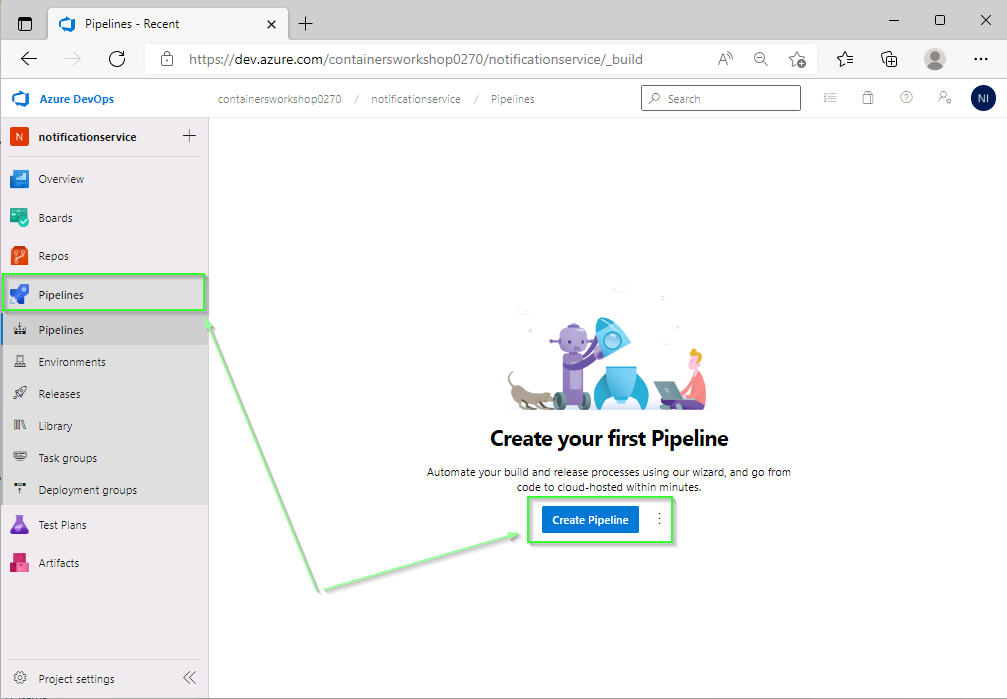 Pipelines - Recent
https://dev.azure.com/containersworkshop0270/notificationservice/_build
Azure DevOps
containersworkshop0270 / notificationservice / Pipelines
Search
NI
N notificationservice
Overview
Boards
Repos
Pipelines
Pipelines
Environments
Releases
Library
Task groups
Deployment groups
Test Plans
Artifacts
Create your first Pipeline
Automate your build and release processes using our wizard, and go from
code to cloud-hosted within minutes.
Create Pipeline
Project settings